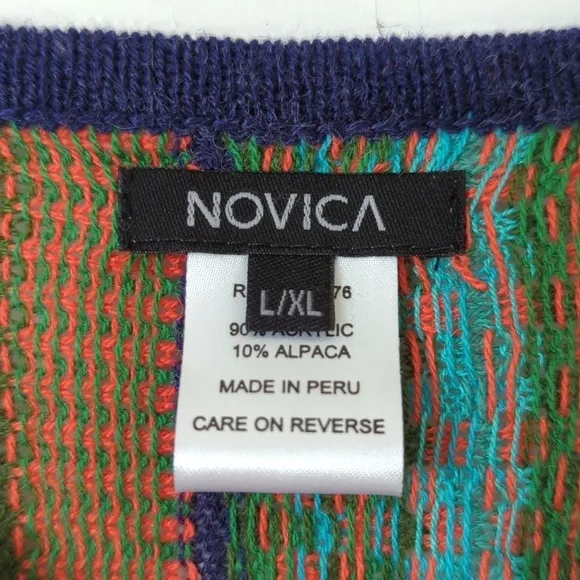 NOVICA
L/XL
90% ACRYLIC
10% ALPACA
MADE IN PERU
CARE ON REVERSE